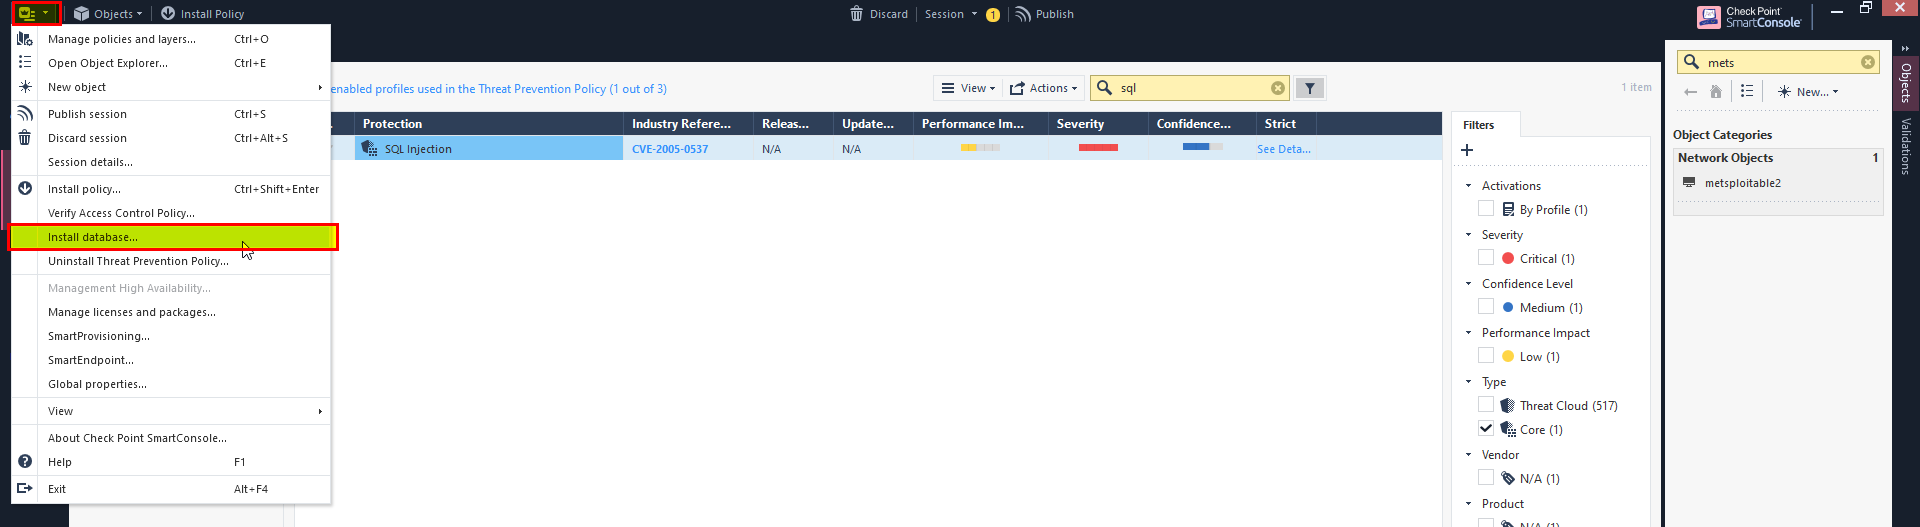 Objects
Install Policy
Discard
Session
1
Publish
Check Point
SmartConsole
Manage policies and layers... Ctrl+O
Open Object Explorer... Ctrl+E
New object
Publish session Ctrl+S
Discard session Ctrl+Alt+S
Session details...
Install policy... Ctrl+Shift+Enter
Verify Access Control Policy...
Install database...
Uninstall Threat Prevention Policy...
Management High Availability...
Manage licenses and packages...
SmartProvisioning...
SmartEndpoint...
Global properties...
View
About Check Point SmartConsole...
Help F1
Exit Alt+F4
enabled profiles used in the Threat Prevention Policy (1 out of 3)
View
Actions
sql
1 item
Protection Industry Refere... Releas... Update... Performance Im... Severity Confidence... Strict
SQL Injection CVE-2005-0537 N/A N/A See Deta...
Filters
Activations
By Profile (1)
Severity
Critical (1)
Confidence Level
Medium (1)
Performance Impact
Low (1)
Type
Threat Cloud (517)
Core (1)
Vendor
N/A (1)
Product
N/A (1)
mets
New...
Object Categories
Network Objects 1
metsploitable2
Objects
Validations